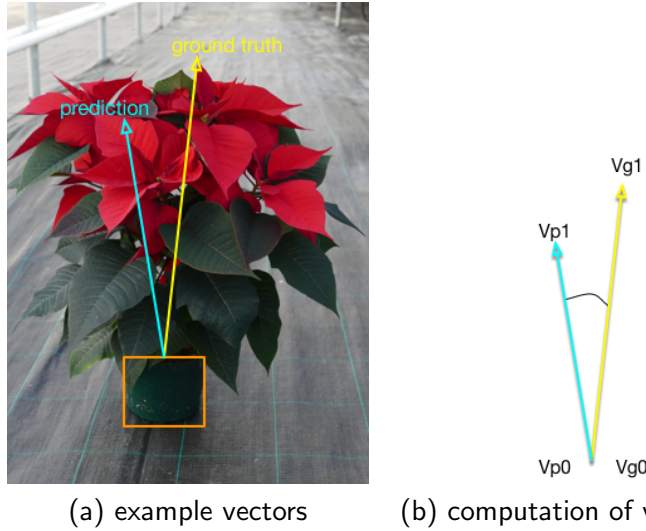 ground truth
prediction
Vg1
Vp1
Vp0
Vg0
(a) example vectors
(b) computation of v